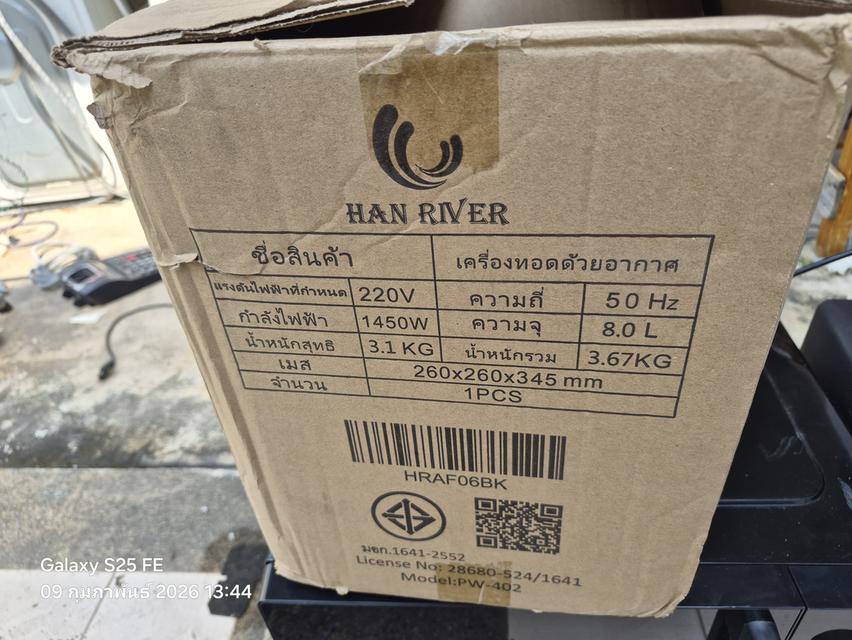 HAN RIVER
ชื่อสินค้า เครื่องทอดด้วยอากาศ
แรงดันไฟฟ้าที่กำหนด 220V ความถี่ 50 Hz
กำลังไฟฟ้า 1450W ความจุ 8.0 L
น้ำหนักสุทธิ 3.1 KG น้ำหนักรวม 3.67KG
เมส 260x260x345 mm
จำนวน 1PCS
HRAF06BK
มอก.1641-2552
License No: 28680-524/1641
Model:PW-402
Galaxy S25 FE
09 กุมภาพันธ์ 2026 13:44